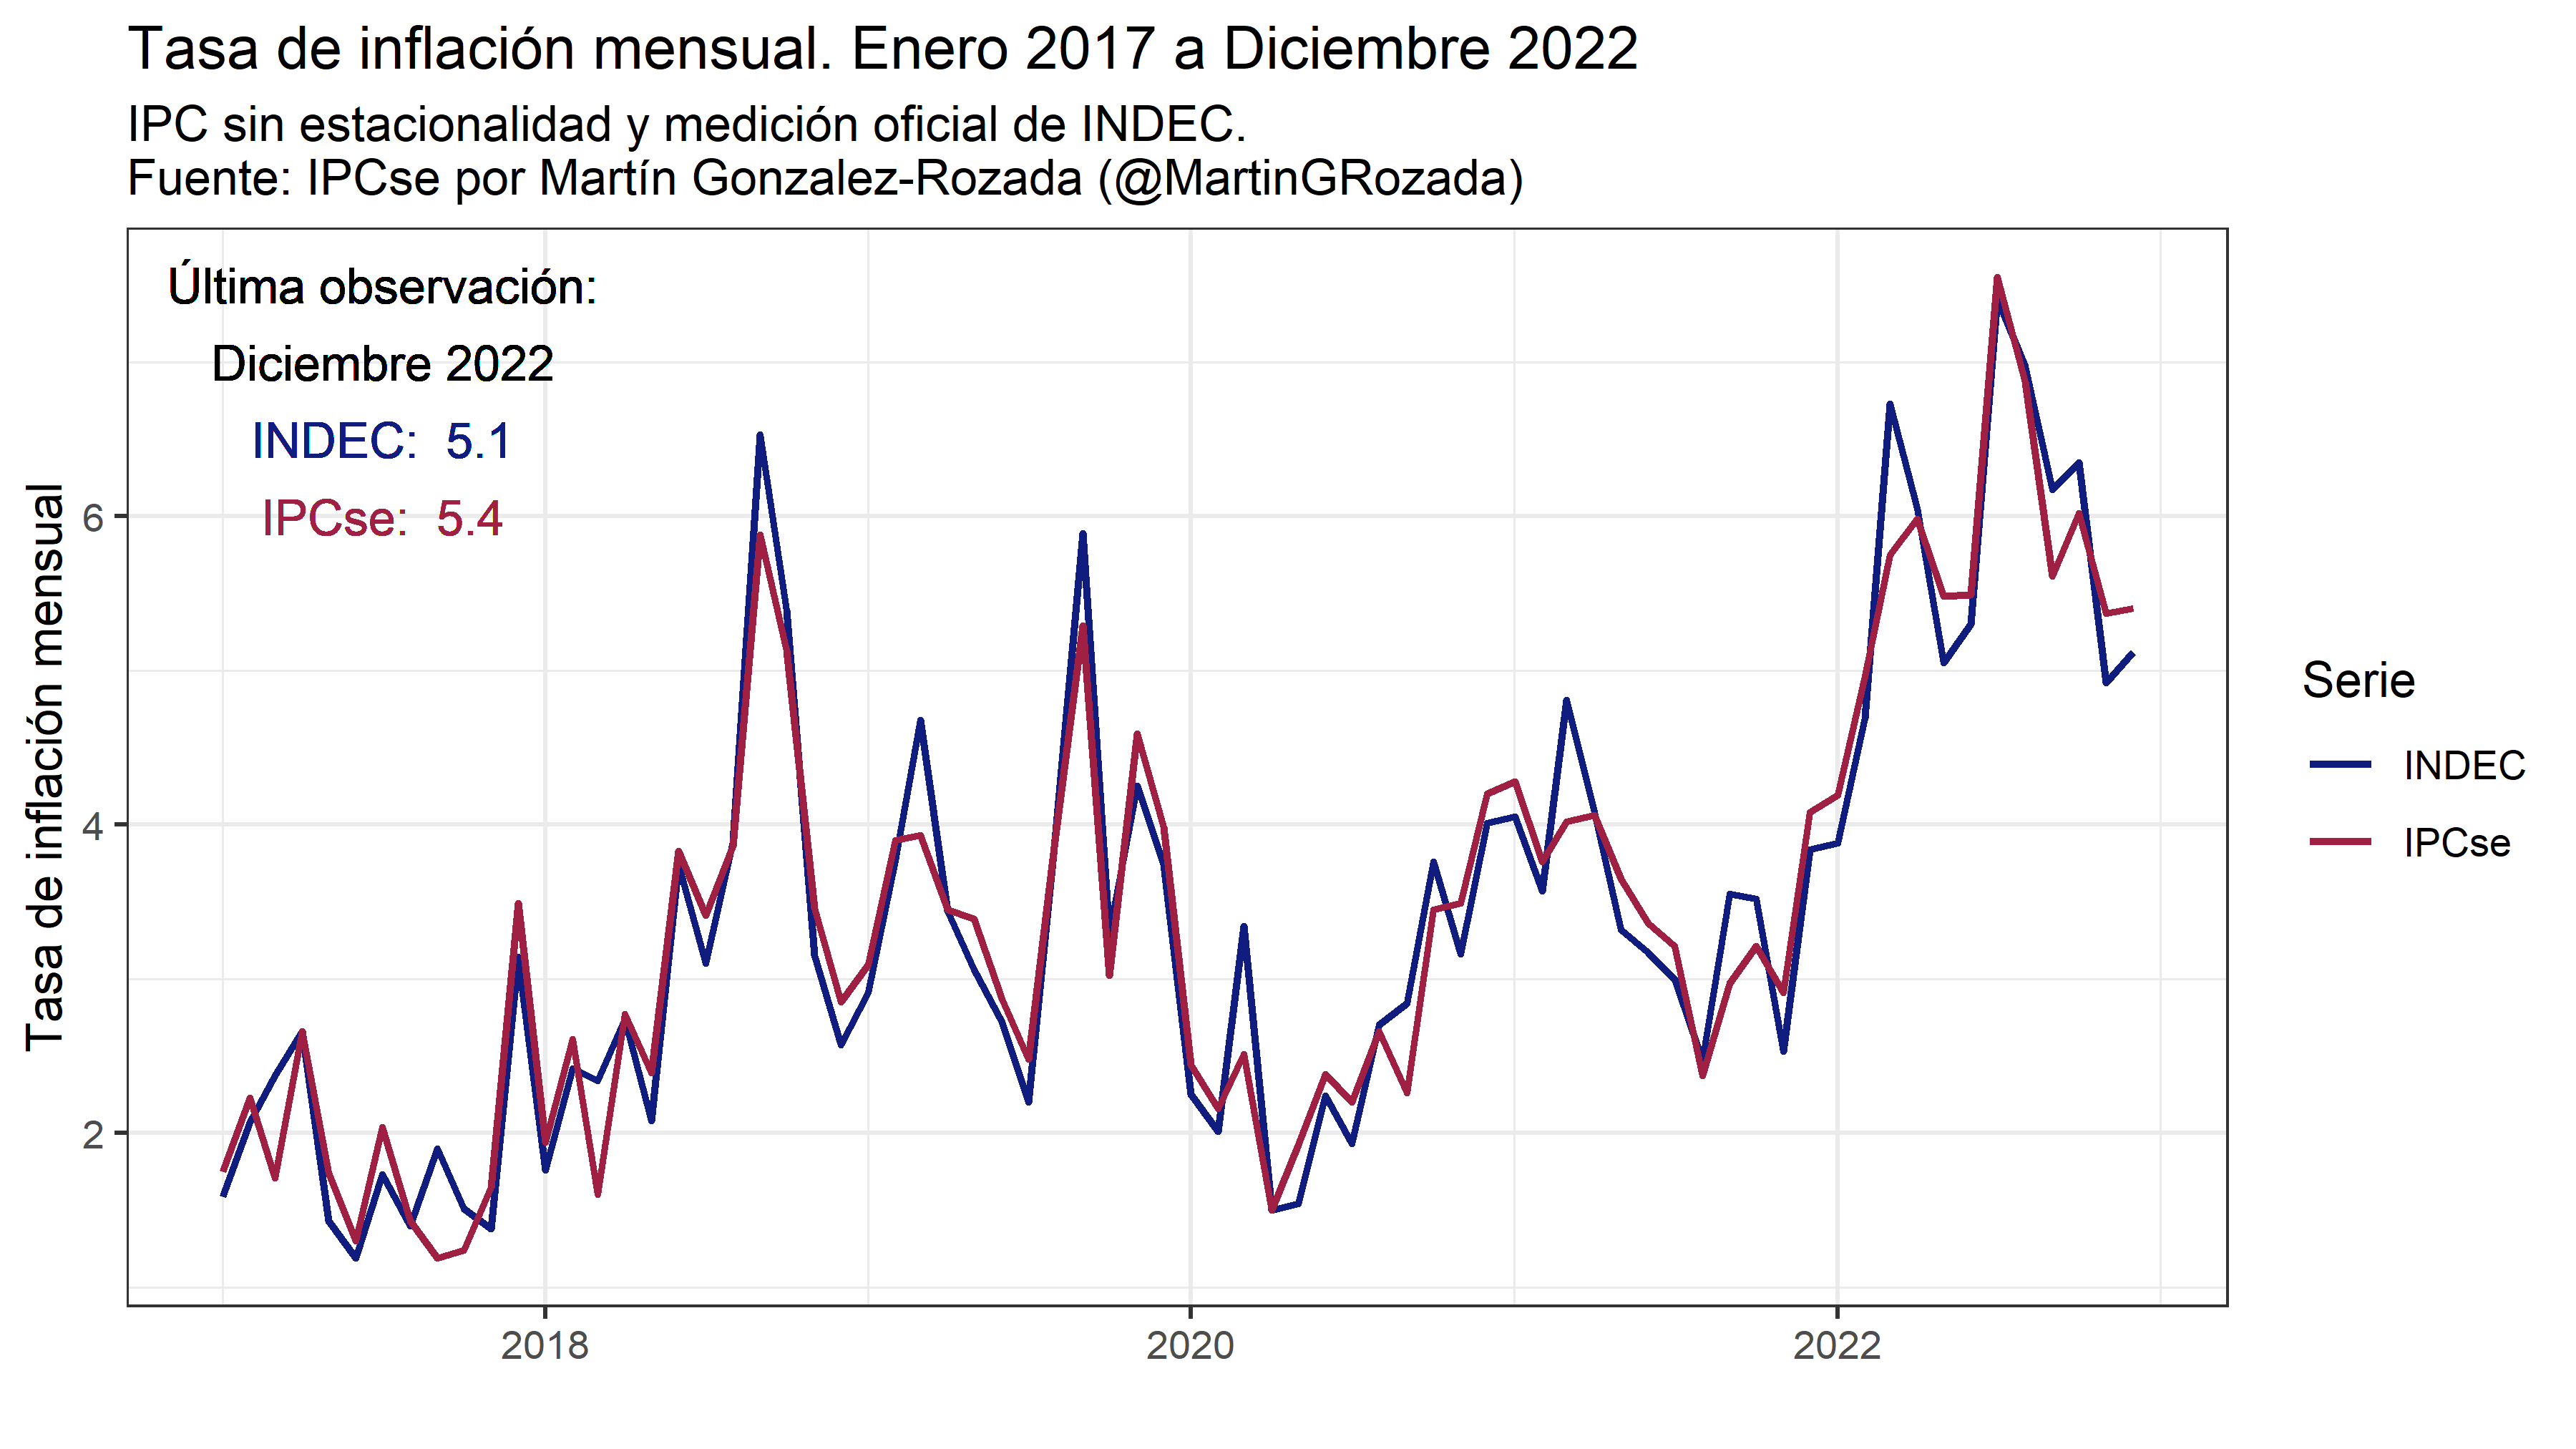 Tasa de inflación mensual. Enero 2017 a Diciembre 2022
IPC sin estacionalidad y medición oficial de INDEC.
Fuente: IPCse por Martín Gonzalez-Rozada (@MartinGRozada)
Última observación:
Diciembre 2022
INDEC: 5.1
IPCse: 5.4
Tasa de inflación mensual
6
4
2
2018
2020
2022
Serie
INDEC
IPCse